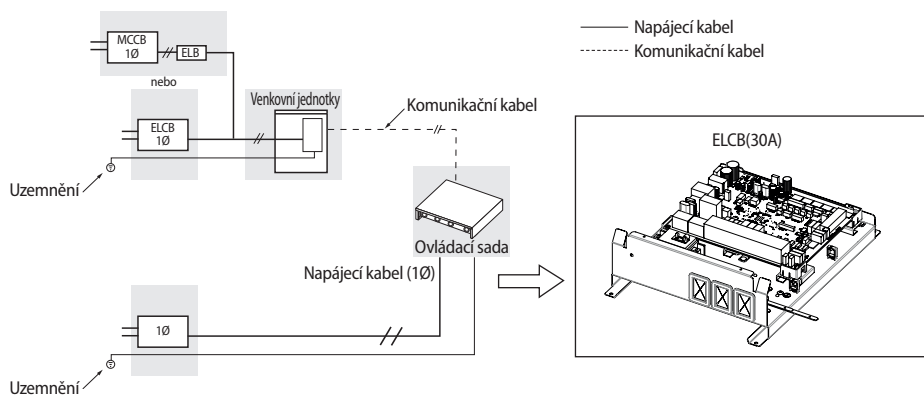 MCCB
1Ø
ELB
nebo
ELCB
1Ø
Venkovní jednotky
Komunikační kabel
Uzemnění
Ovládací sada
Napájecí kabel (1Ø)
1Ø
Uzemnění
Napájecí kabel
Komunikační kabel
ELCB(30A)